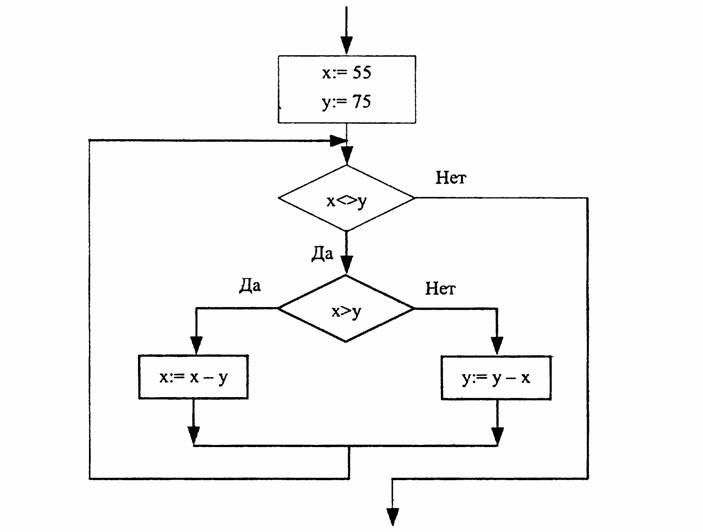 x:= 55
y:= 75
x<>y
Нет
Да
Да
x>y
Нет
x:= x – y
y:= y – x